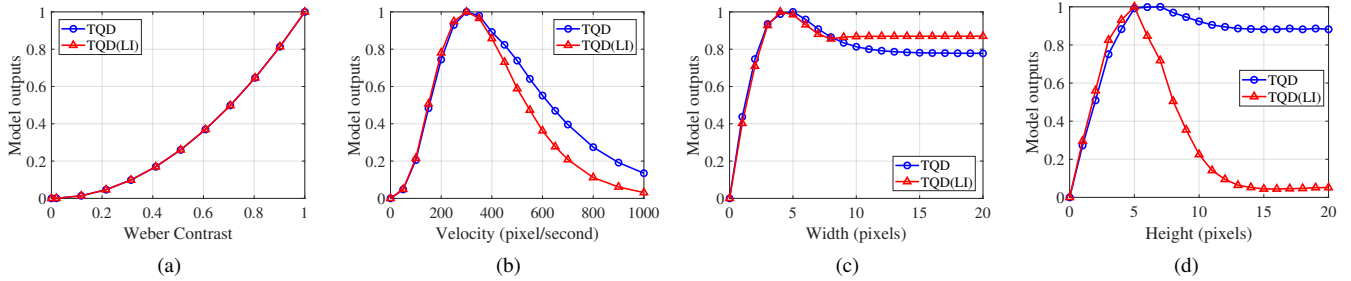 Model outputs
1
0.8
0.6
0.4
0.2
0
0 0.2 0.4 0.6 0.8 1
Weber Contrast
TQD
TQD(LI)
(a)
Model outputs
1
0.8
0.6
0.4
0.2
0
0 200 400 600 800 1000
Velocity (pixel/second)
TQD
TQD(LI)
(b)
Model outputs
1
0.8
0.6
0.4
0.2
0
0 5 10 15 20
Width (pixels)
TQD
TQD(LI)
(c)
Model outputs
1
0.8
0.6
0.4
0.2
0
0 5 10 15 20
Height (pixels)
TQD
TQD(LI)
(d)